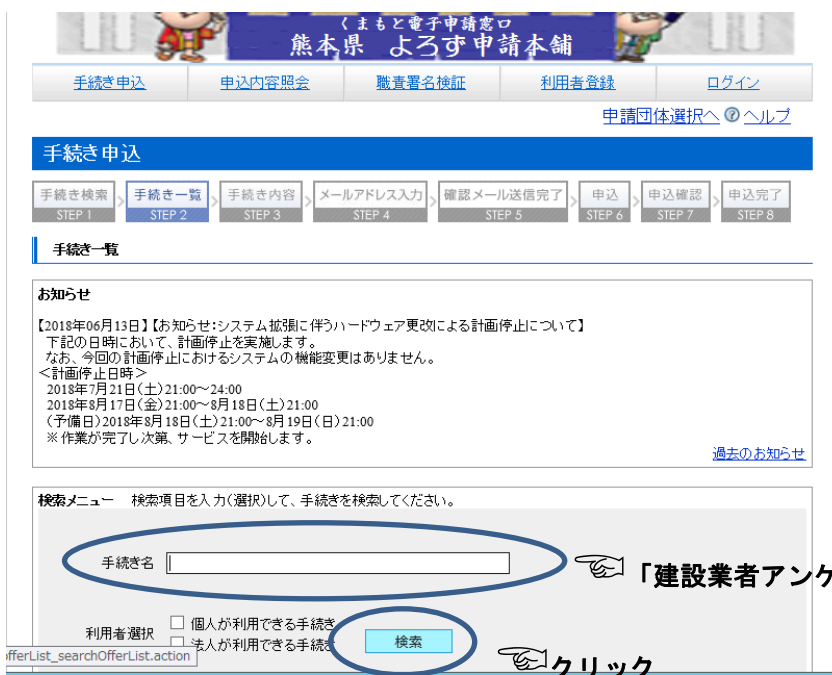 くまもと電子申請窓口
熊本県 よろず申請本舗
手続き申込 申込内容照会 職責署名検証 利用者登録 ログイン
申請団体選択へ ? ヘルプ
手続き申込
手続き検索 STEP 1 > 手続き一覧 STEP 2 > 手続き内容 STEP 3 > メールアドレス入力 STEP 4 > 確認メール送信完了 STEP 5 > 申込 STEP 6 > 申込確認 STEP 7 > 申込完了 STEP 8
手続き一覧
お知らせ
【2018年06月13日】【お知らせ：システム拡張に伴うハードウェア更改による計画停止について】
下記の日時において、計画停止を実施します。
なお、今回の計画停止におけるシステムの機能変更はありません。
＜計画停止日時＞
2018年7月21日(土)21:00～24:00
2018年8月17日(金)21:00～8月18日(土)21:00
(予備日)2018年8月18日(土)21:00～8月19日(日)21:00
※作業が完了し次第、サービスを開始します。
過去のお知らせ
検索メニュー 検索項目を入力(選択)して、手続きを検索してください。
手続き名
「建設業者アンケ
利用者選択 個人が利用できる手続き
法人が利用できる手続き
検索
offerList_searchOfferList.action
クリック